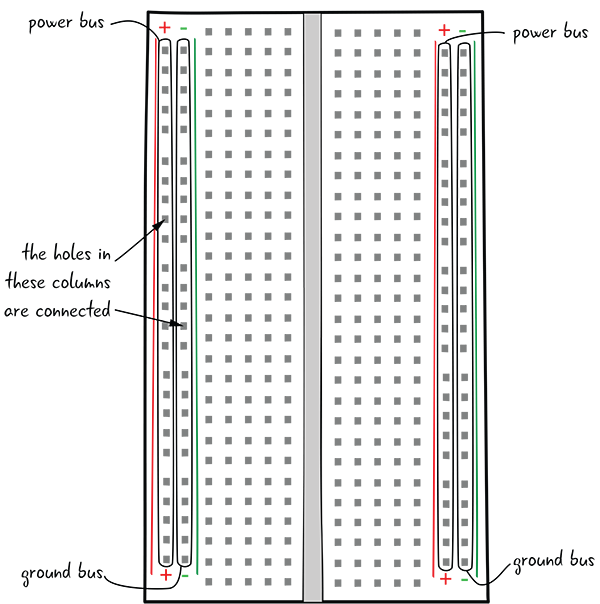 power bus
+ -
+ -
power bus
the holes in
these columns
are connected
ground bus
+ -
+ -
ground bus